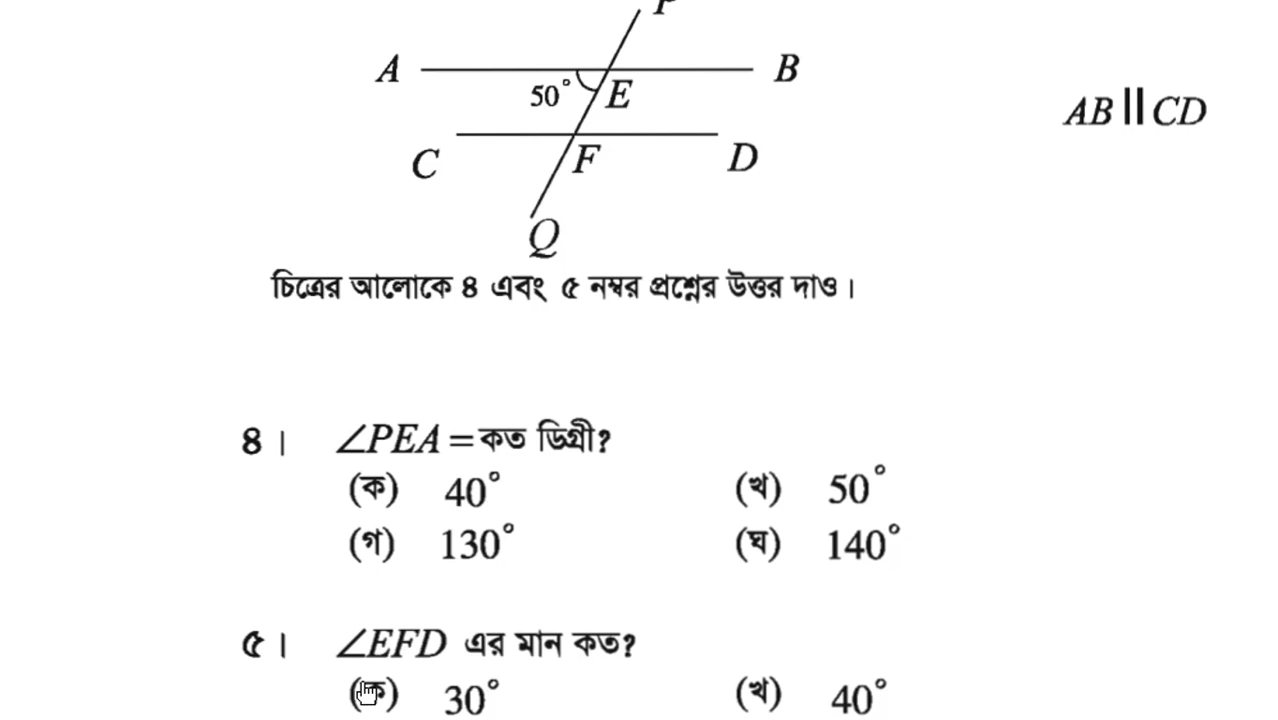 P
A B
50° E
AB || CD
C F D
Q
চিত্রের আলোকে ৪ এবং ৫ নম্বর প্রশ্নের উত্তর দাও।
৪। ∠PEA = কত ডিগ্রী?
(ক) 40° (খ) 50°
(গ) 130° (ঘ) 140°
৫। ∠EFD এর মান কত?
(ক) 30° (খ) 40°